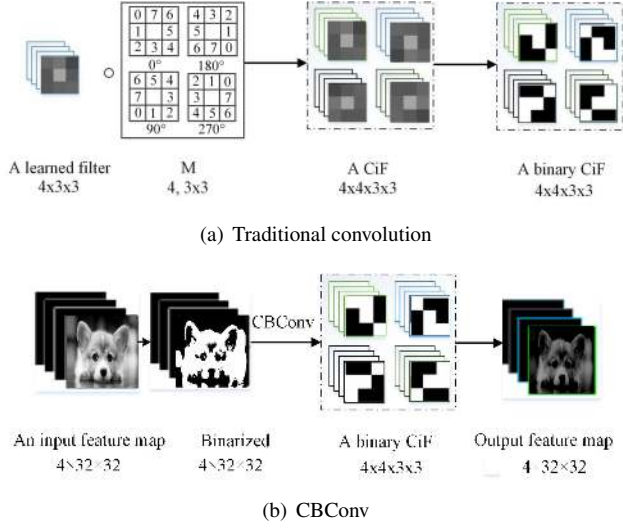 0 7 6 4 3 2
1 5 5 1
2 3 4 6 7 0
0° 180°
6 5 4 2 1 0
7 3 3 7
0 1 2 4 5 6
90° 270°
A learned filter
4x3x3
M
4, 3x3
A CiF
4x4x3x3
A binary CiF
4x4x3x3
(a) Traditional convolution
CBConv
An input feature map
4×32×32
Binarized
4×32×32
A binary CiF
4x4x3x3
Output feature map
4 32×32
(b) CBConv